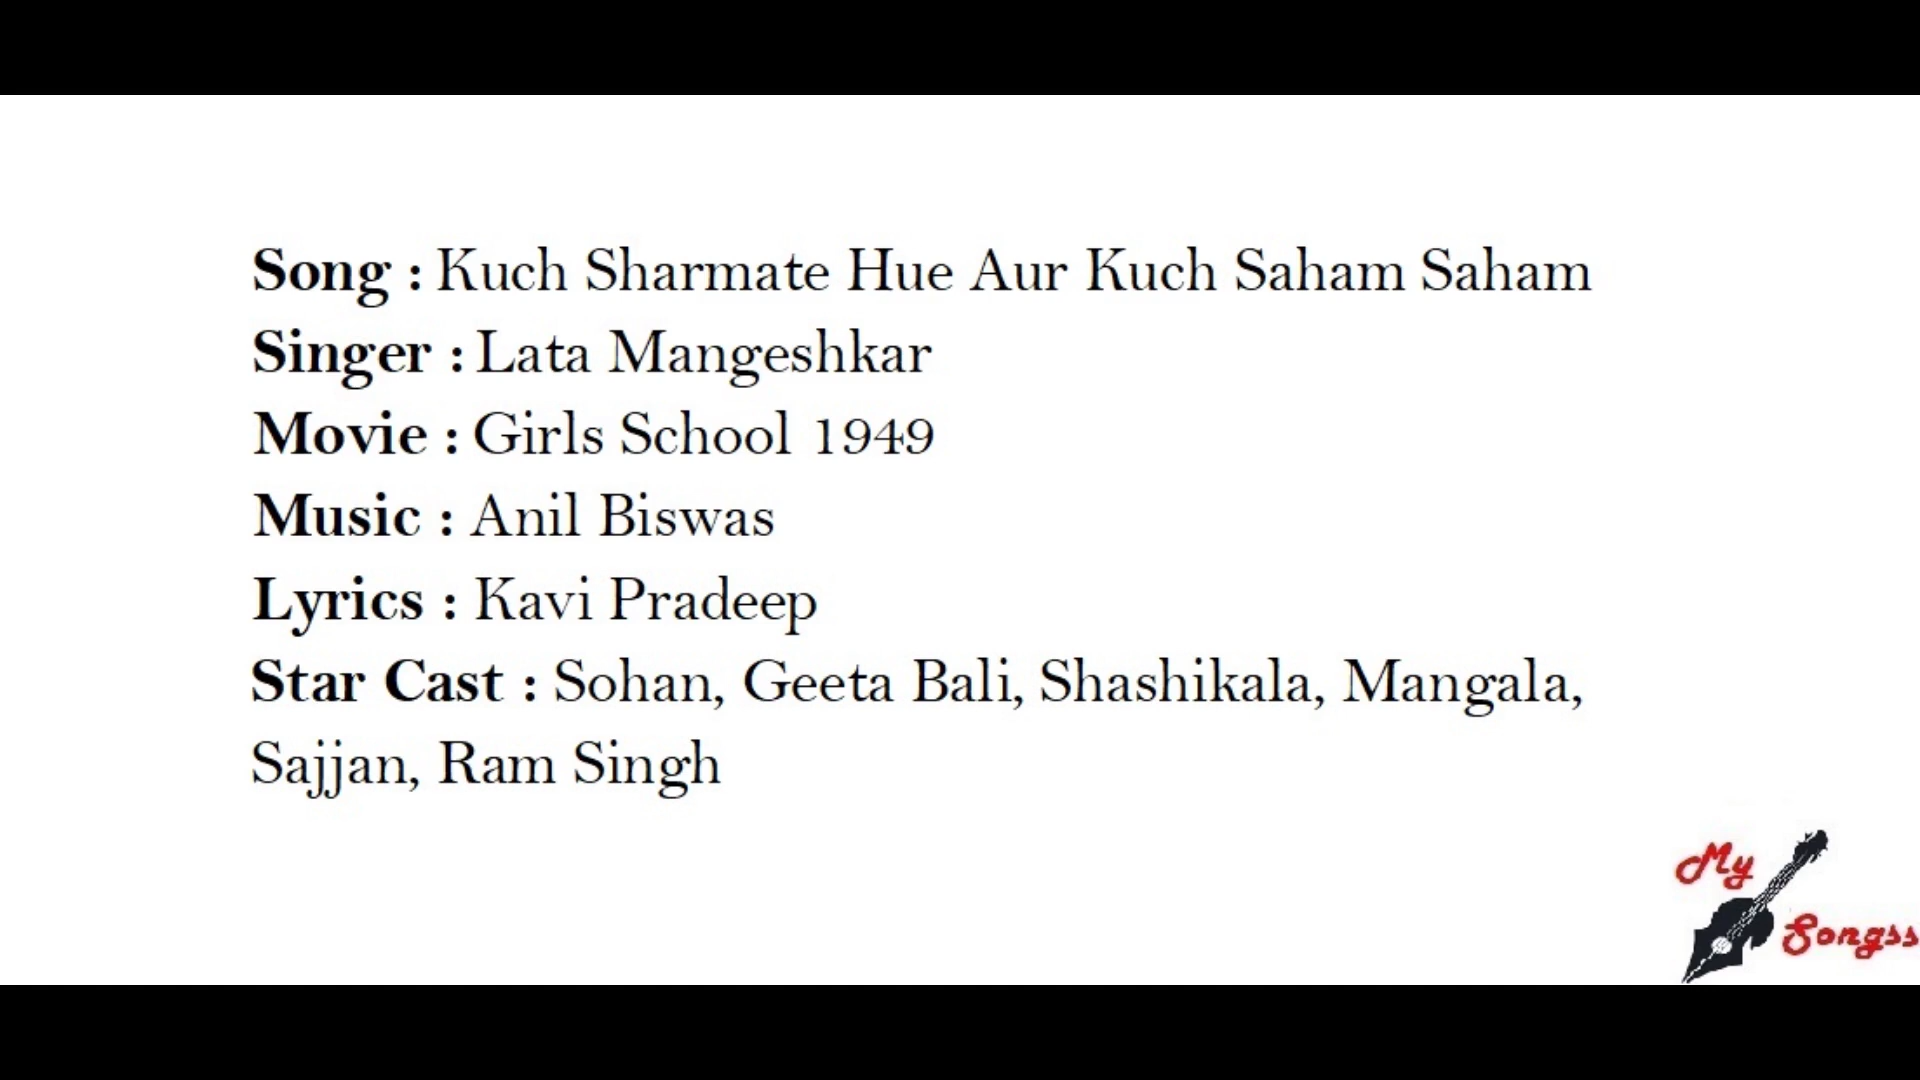 Song : Kuch Sharmate Hue Aur Kuch Saham Saham
Singer : Lata Mangeshkar
Movie : Girls School 1949
Music : Anil Biswas
Lyrics : Kavi Pradeep
Star Cast : Sohan, Geeta Bali, Shashikala, Mangala,
Sajjan, Ram Singh
My
Songss